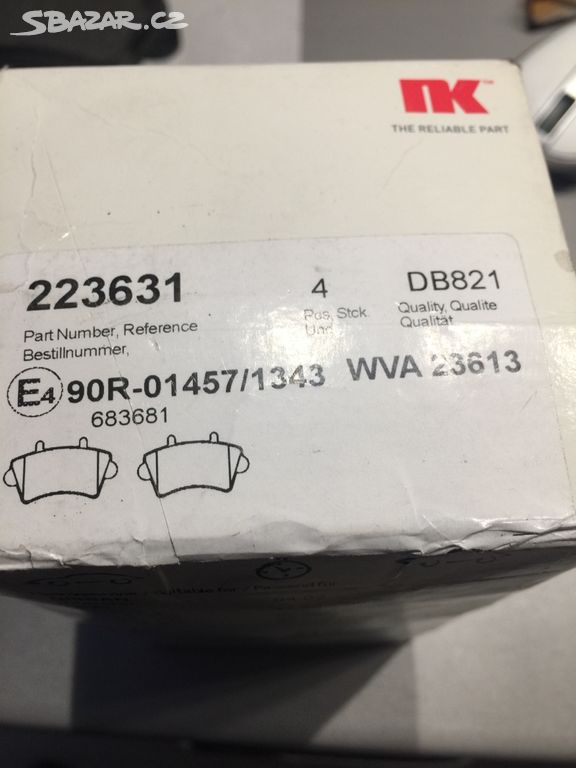 SBAZAR.CZ
NK™
THE RELIABLE PART
223631 4 DB821
Part Number, Reference Pcs, Stck Quality, Qualite
Bestillnummer, Qualität
E4 90R-01457/1343 WVA 23613
683681